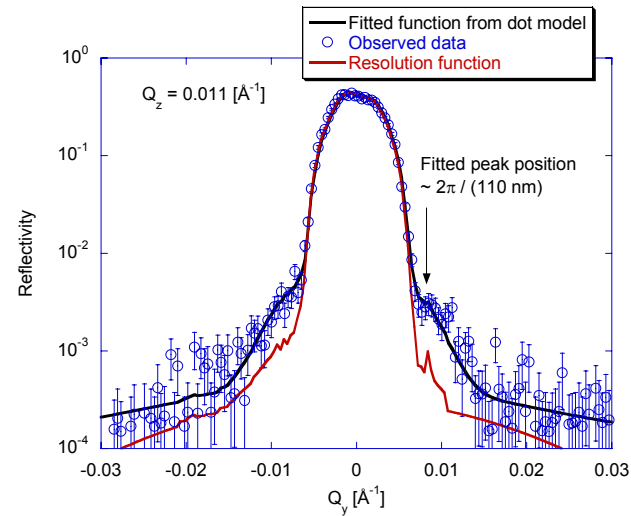 Fitted function from dot model
Observed data
Resolution function
10^0
Q_z = 0.011 [Å^-1]
10^-1
Fitted peak position
~ 2π / (110 nm)
10^-2
Reflectivity
10^-3
10^-4
-0.03
-0.02
-0.01
0
0.01
0.02
0.03
Q_y [Å^-1]